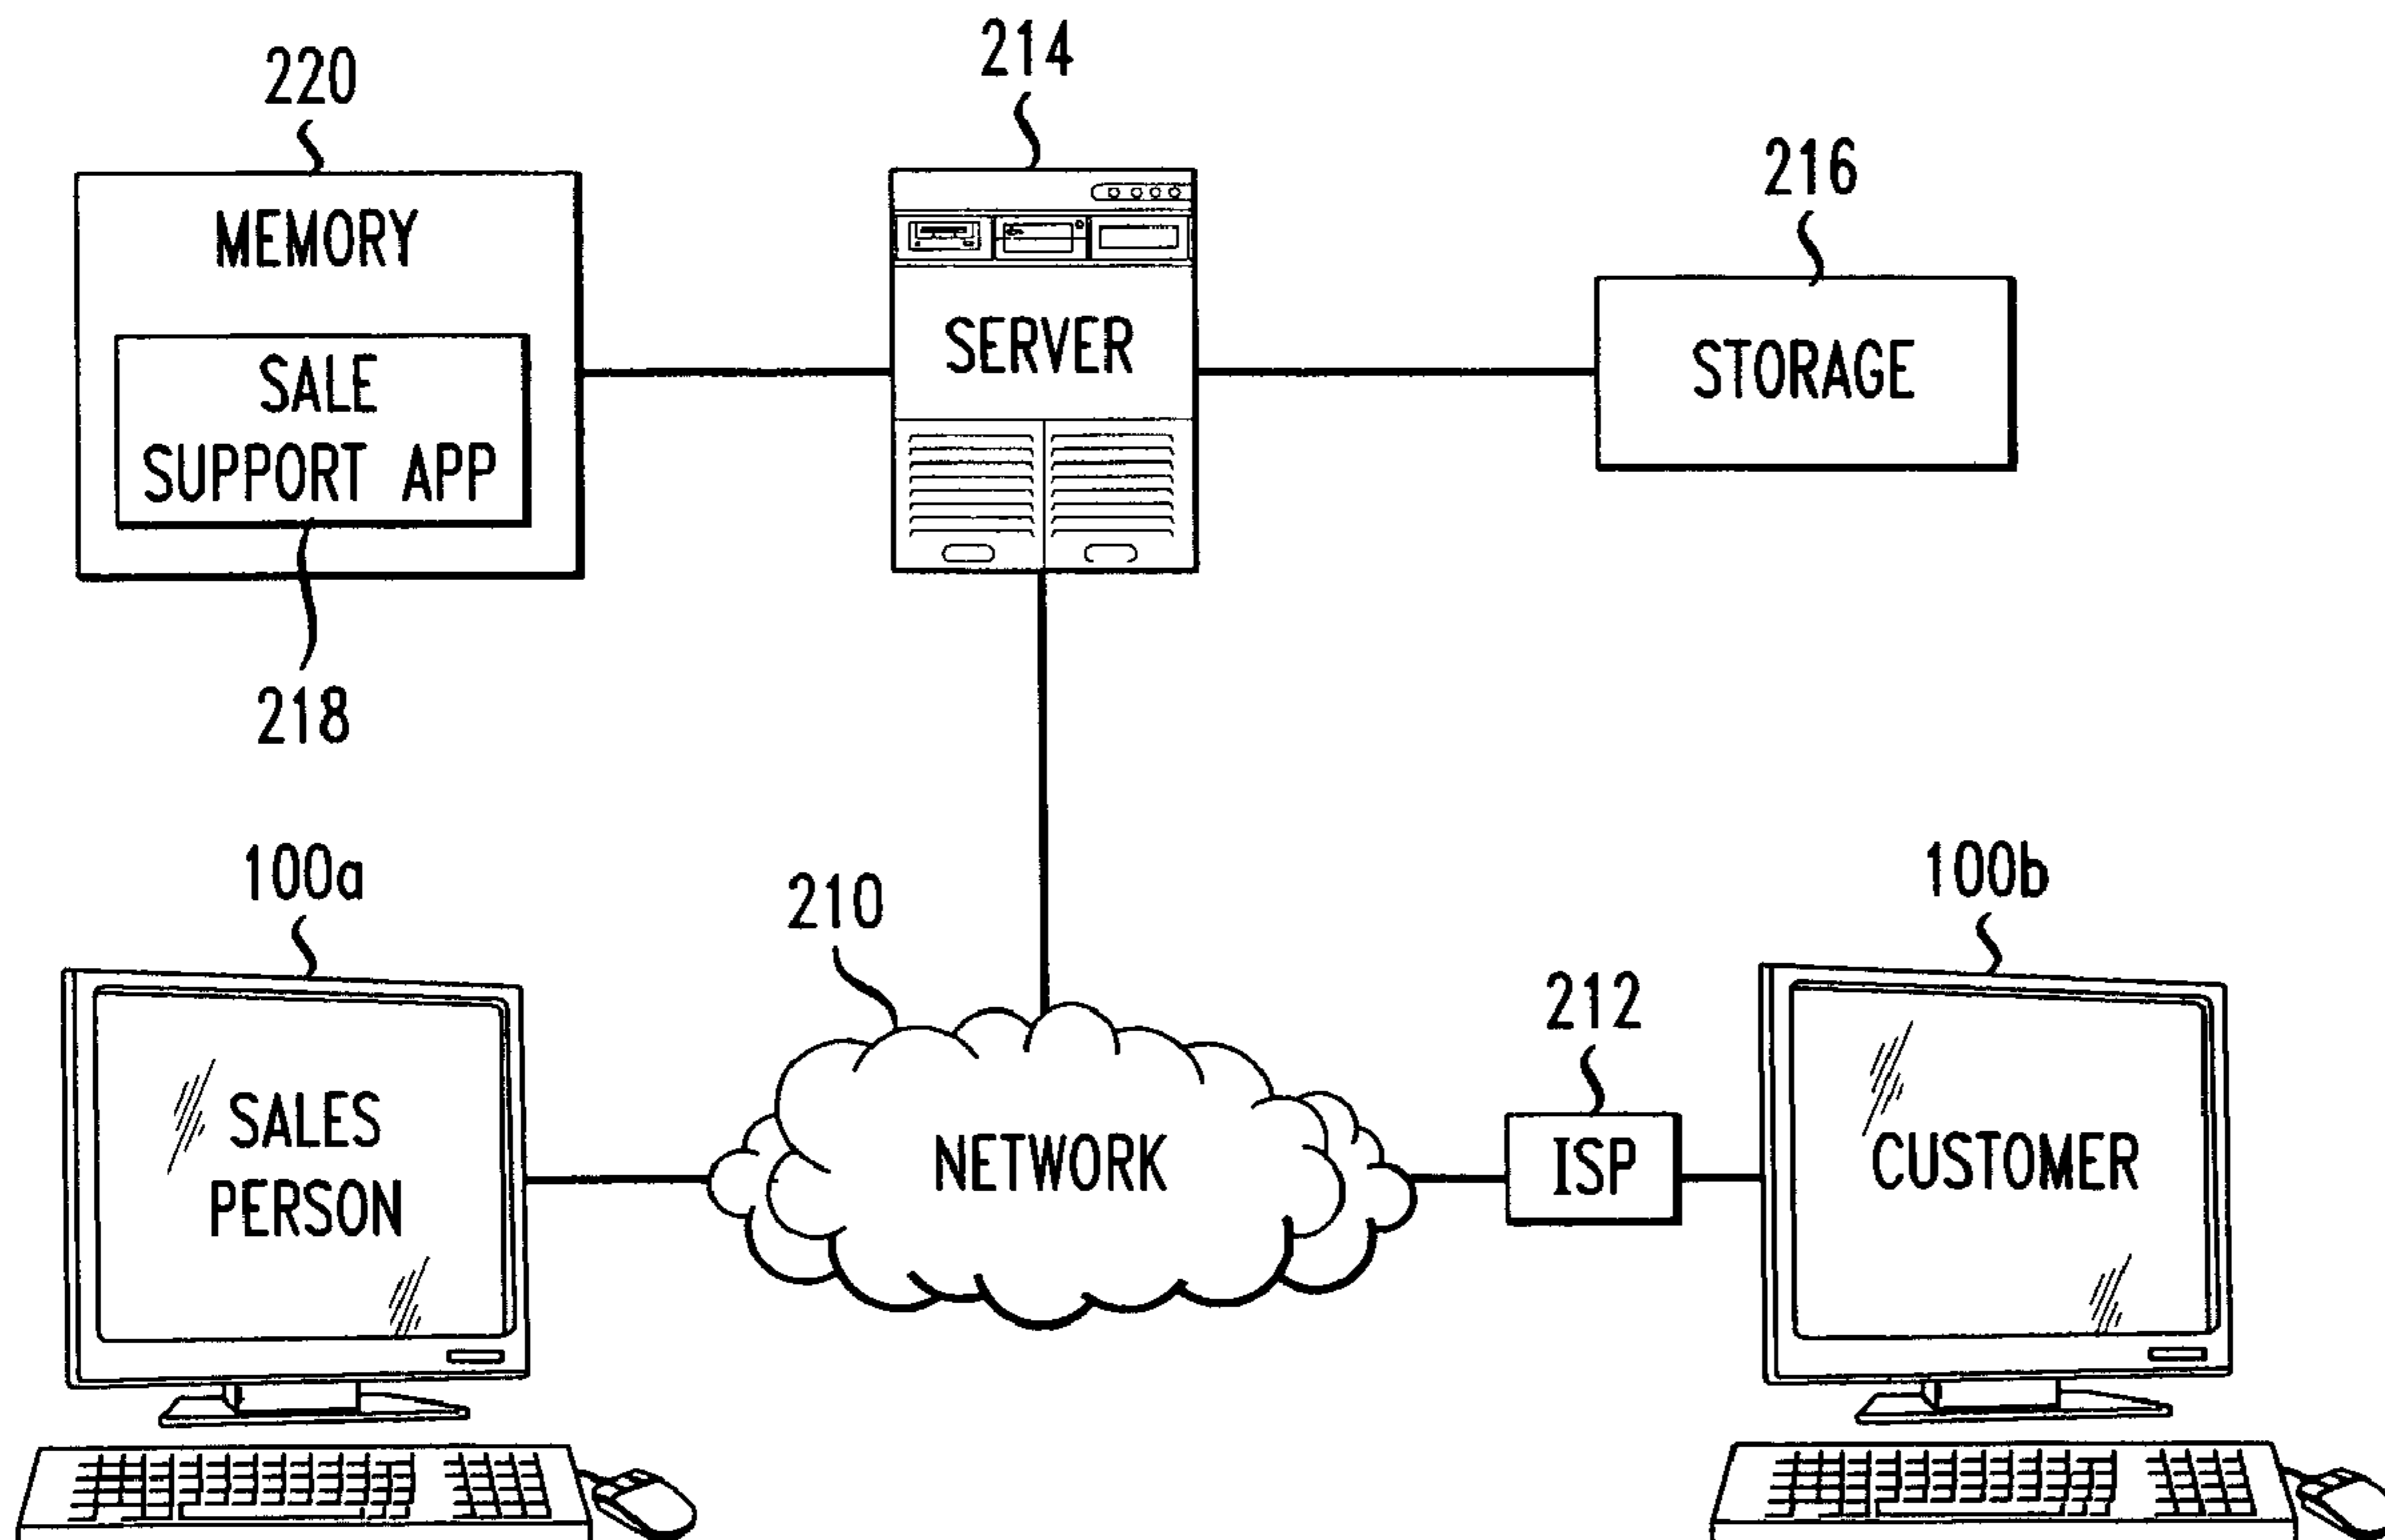 220
214
216
MEMORY
SALE
SUPPORT APP
SERVER
STORAGE
218
100a
210
212
100b
SALES
PERSON
NETWORK
ISP
CUSTOMER